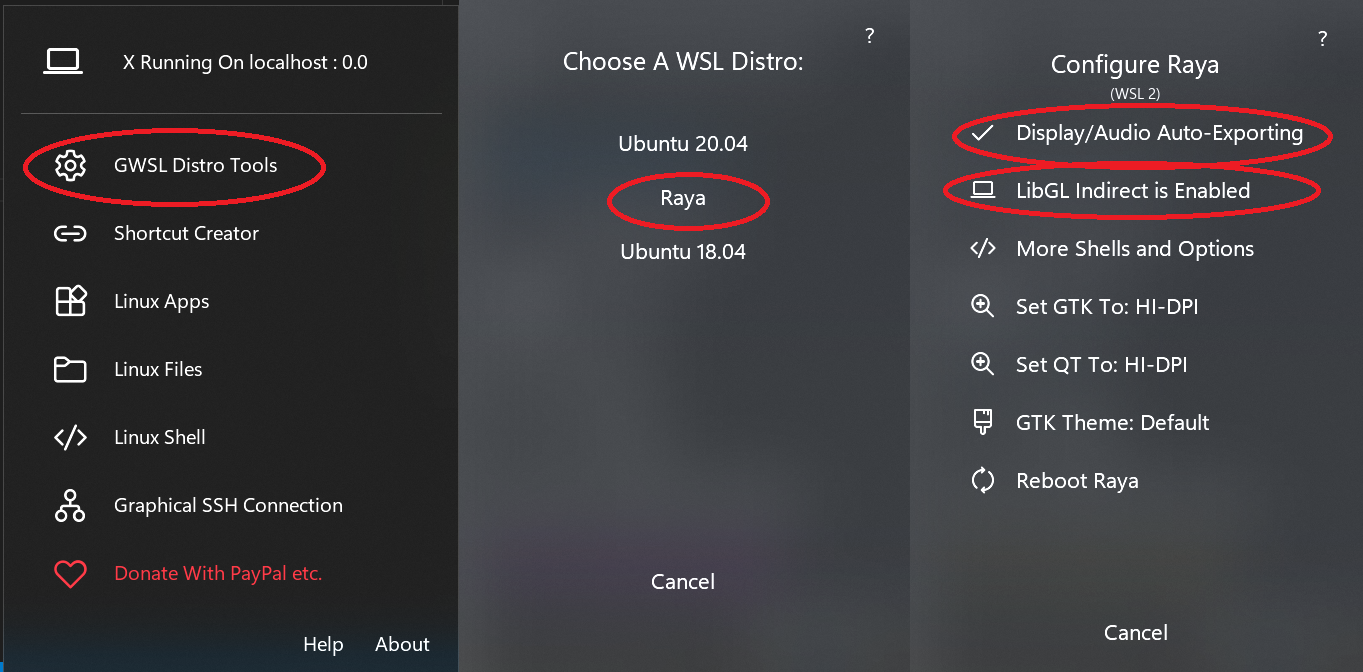 X Running On localhost : 0.0
GWSL Distro Tools
Shortcut Creator
Linux Apps
Linux Files
Linux Shell
Graphical SSH Connection
Donate With PayPal etc.
Help
About
?
Choose A WSL Distro:
Ubuntu 20.04
Raya
Ubuntu 18.04
Cancel
?
Configure Raya
(WSL 2)
Display/Audio Auto-Exporting
LibGL Indirect is Enabled
More Shells and Options
Set GTK To: HI-DPI
Set QT To: HI-DPI
GTK Theme: Default
Reboot Raya
Cancel